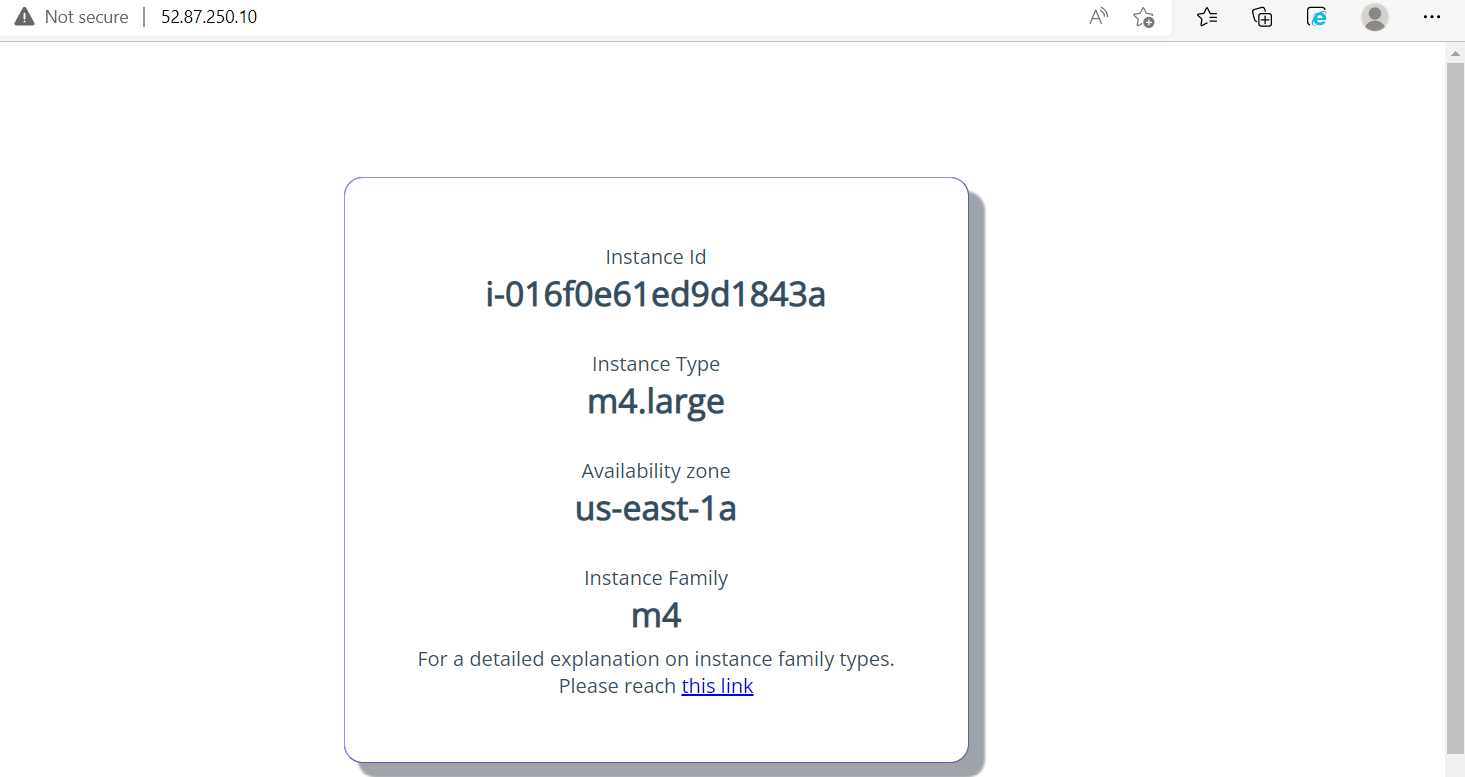 Not secure | 52.87.250.10
Instance Id
i-016f0e61ed9d1843a
Instance Type
m4.large
Availability zone
us-east-1a
Instance Family
m4
For a detailed explanation on instance family types.
Please reach this link